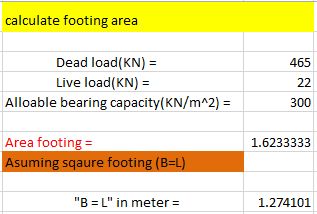 calculate footing area
Dead load(KN) = 465
Live load(KN) = 22
Alloable bearing capacity(KN/m^2) = 300
Area footing = 1.6233333
Asuming sqaure footing (B=L)
"B = L" in meter = 1.274101